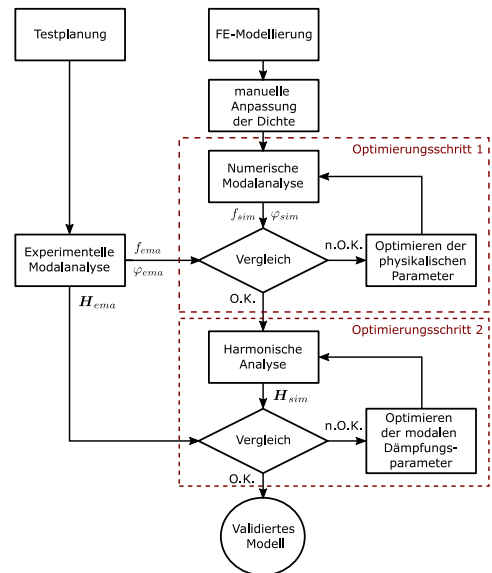 Testplanung
FE-Modellierung
manuelle
Anpassung
der Dichte
Optimierungsschritt 1
Numerische
Modalanalyse
f_sim φ_sim
Experimentelle
Modalanalyse
f_ema
φ_ema
Vergleich
n.O.K.
Optimieren der
physikalischen
Parameter
H_ema
O.K.
Optimierungsschritt 2
Harmonische
Analyse
H_sim
Vergleich
n.O.K.
Optimieren
der modalen
Dämpfungs-
parameter
O.K.
Validiertes
Modell